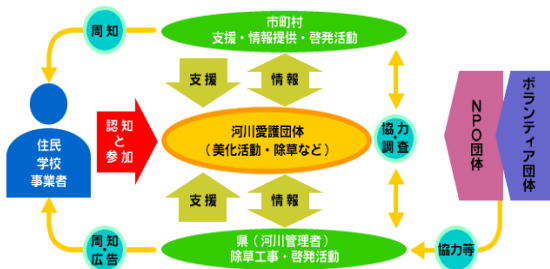 周知
市町村
支援・情報提供・啓発活動
支援
情報
住民
学校
事業者
認知
と
参加
河川愛護団体
（美化活動・除草など）
協力
・
調査
NPO団体
ボランティア団体
支援
情報
周知
・
広告
県（河川管理者）
除草工事・啓発活動
協力等